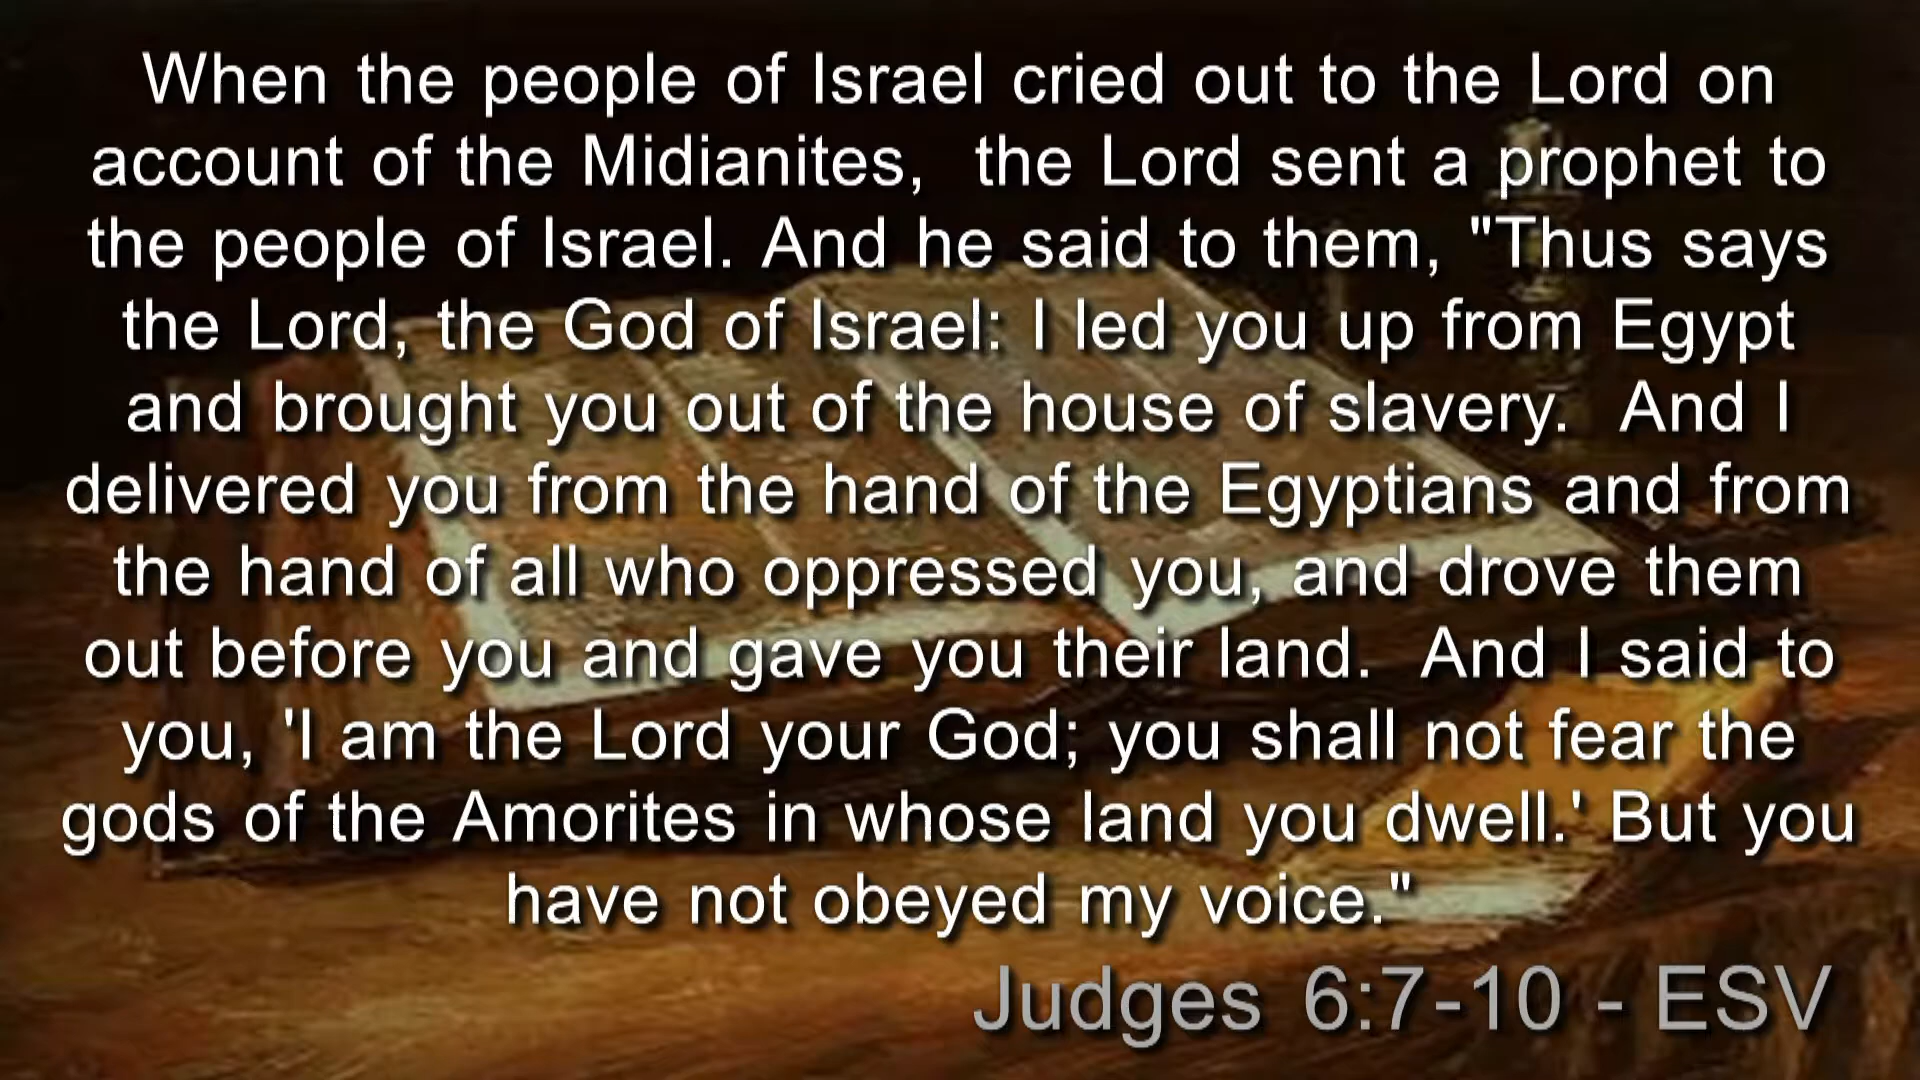 When the people of Israel cried out to the Lord on
account of the Midianites,  the Lord sent a prophet to
the people of Israel. And he said to them, "Thus says
the Lord, the God of Israel: I led you up from Egypt
and brought you out of the house of slavery.  And I
delivered you from the hand of the Egyptians and from
the hand of all who oppressed you, and drove them
out before you and gave you their land.  And I said to
you, 'I am the Lord your God; you shall not fear the
gods of the Amorites in whose land you dwell.' But you
have not obeyed my voice."
Judges 6:7-10 - ESV